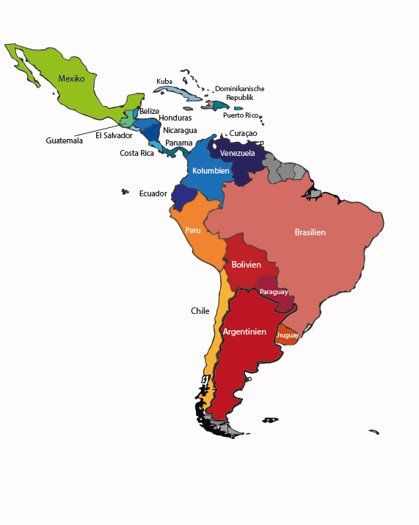 Mexiko
Kuba
Dominikanische
Republik
Puerto Rico
Belize
Honduras
Guatemala
El Salvador
Nicaragua
Costa Rica
Panama
Curaçao
Venezuela
Kolumbien
Ecuador
Peru
Brasilien
Bolivien
Paraguay
Chile
Argentinien
Uruguay